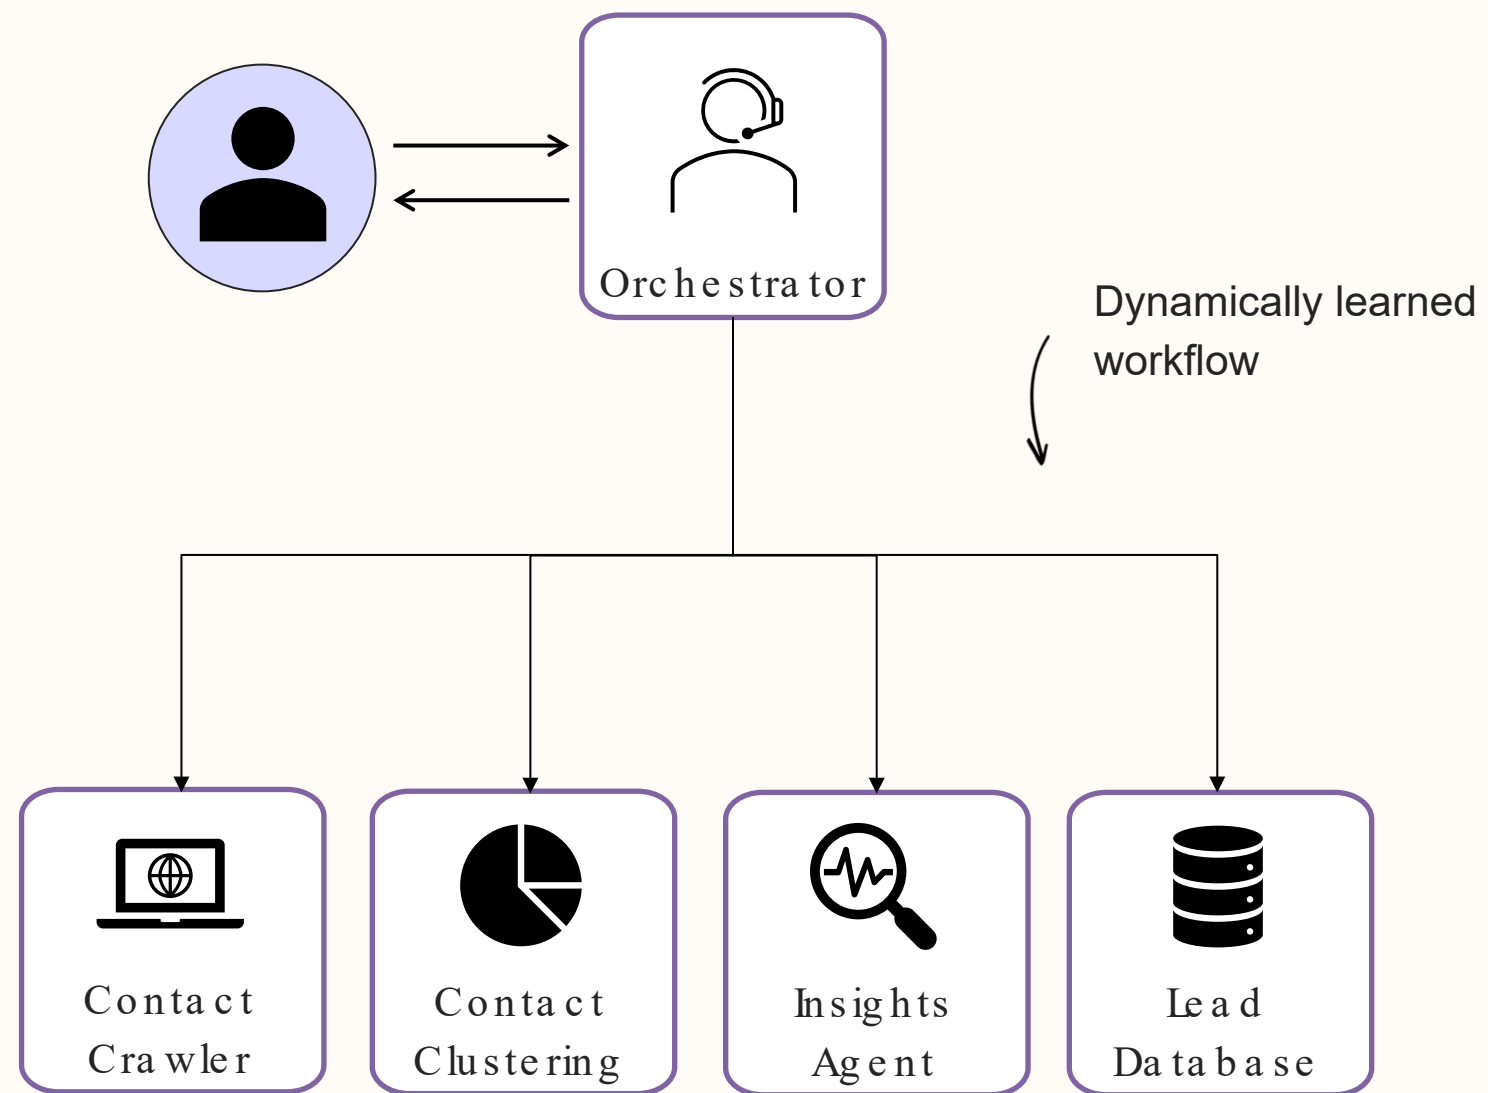 Orchestrator
Dynamically learned
workflow
Contact
Crawler
Contact
Clustering
Insights
Agent
Lead
Database